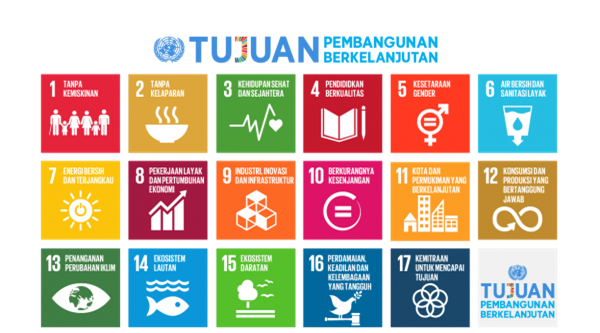 TUJUAN PEMBANGUNAN
BERKELANJUTAN
1 TANPA
KEMISKINAN
2 TANPA
KELAPARAN
3 KEHIDUPAN SEHAT
DAN SEJAHTERA
4 PENDIDIKAN
BERKUALITAS
5 KESETARAAN
GENDER
6 AIR BERSIH DAN
SANITASI LAYAK
7 ENERGI BERSIH
DAN TERJANGKAU
8 PEKERJAAN LAYAK
DAN PERTUMBUHAN
EKONOMI
9 INDUSTRI, INOVASI
DAN INFRASTRUKTUR
10 BERKURANGNYA
KESENJANGAN
11 KOTA DAN
PERMUKIMAN YANG
BERKELANJUTAN
12 KONSUMSI DAN
PRODUKSI YANG
BERTANGGUNG
JAWAB
13 PENANGANAN
PERUBAHAN IKLIM
14 EKOSISTEM
LAUTAN
15 EKOSISTEM
DARATAN
16 PERDAMAIAN,
KEADILAN DAN
KELEMBAGAAN
YANG TANGGUH
17 KEMITRAAN
UNTUK MENCAPAI
TUJUAN
TUJUAN
PEMBANGUNAN
BERKELANJUTAN